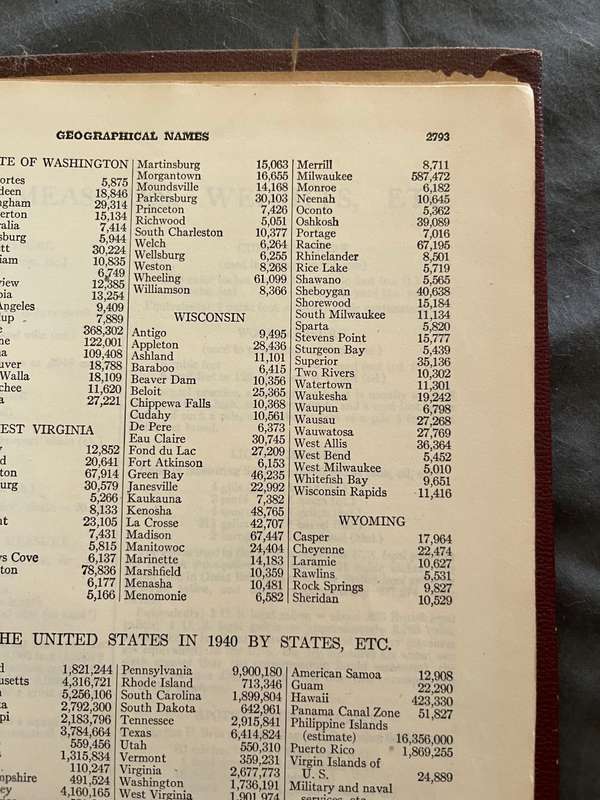 GEOGRAPHICAL NAMES 2793
TE OF WASHINGTON
ortes 5,875
deen 18,846
ngham 29,314
erton 15,134
ralia 7,414
sburg 5,944
tt 30,224
iam 10,835
6,749
view 12,385
pia 13,254
Angeles 9,409
up 7,889
e 368,302
ne 122,001
a 109,408
uver 18,788
Walla 18,109
chee 11,620
a 27,221
EST VIRGINIA
12,852
d 20,641
ton 67,914
urg 30,579
5,266
8,133
nt 23,105
7,431
5,815
s Cove 6,137
ton 78,836
6,177
5,166
Martinsburg 15,063
Morgantown 16,655
Moundsville 14,168
Parkersburg 30,103
Princeton 7,426
Richwood 5,051
South Charleston 10,377
Welch 6,264
Wellsburg 6,255
Weston 8,268
Wheeling 61,099
Williamson 8,366
WISCONSIN
Antigo 9,495
Appleton 28,436
Ashland 11,101
Baraboo 6,415
Beaver Dam 10,356
Beloit 25,365
Chippewa Falls 10,368
Cudahy 10,561
De Pere 6,373
Eau Claire 30,745
Fond du Lac 27,209
Fort Atkinson 6,153
Green Bay 46,235
Janesville 22,992
Kaukauna 7,382
Kenosha 48,765
La Crosse 42,707
Madison 67,447
Manitowoc 24,404
Marinette 14,183
Marshfield 10,359
Menasha 10,481
Menomonie 6,582
Merrill 8,711
Milwaukee 587,472
Monroe 6,182
Neenah 10,645
Oconto 5,362
Oshkosh 39,089
Portage 7,016
Racine 67,195
Rhinelander 8,501
Rice Lake 5,719
Shawano 5,565
Sheboygan 40,638
Shorewood 15,184
South Milwaukee 11,134
Sparta 5,820
Stevens Point 15,777
Sturgeon Bay 5,439
Superior 35,136
Two Rivers 10,302
Watertown 11,301
Waukesha 19,242
Waupun 6,798
Wausau 27,268
Wauwatosa 27,769
West Allis 36,364
West Bend 5,452
West Milwaukee 5,010
Whitefish Bay 9,651
Wisconsin Rapids 11,416
WYOMING
Casper 17,964
Cheyenne 22,474
Laramie 10,627
Rawlins 5,531
Rock Springs 9,827
Sheridan 10,529
HE UNITED STATES IN 1940 BY STATES, ETC.
d 1,821,244
usetts 4,316,721
n 5,256,106
ta 2,792,300
pi 2,183,796
3,784,664
559,456
1,315,834
110,247
mpshire 491,524
ey 4,160,165
Pennsylvania 9,900,180
Rhode Island 713,346
South Carolina 1,899,804
South Dakota 642,961
Tennessee 2,915,841
Texas 6,414,824
Utah 550,310
Vermont 359,231
Virginia 2,677,773
Washington 1,736,191
West Virginia 1,901,974
American Samoa 12,908
Guam 22,290
Hawaii 423,330
Panama Canal Zone 51,827
Philippine Islands
(estimate) 16,356,000
Puerto Rico 1,869,255
Virgin Islands of
U. S. 24,889
Military and naval
services, etc.